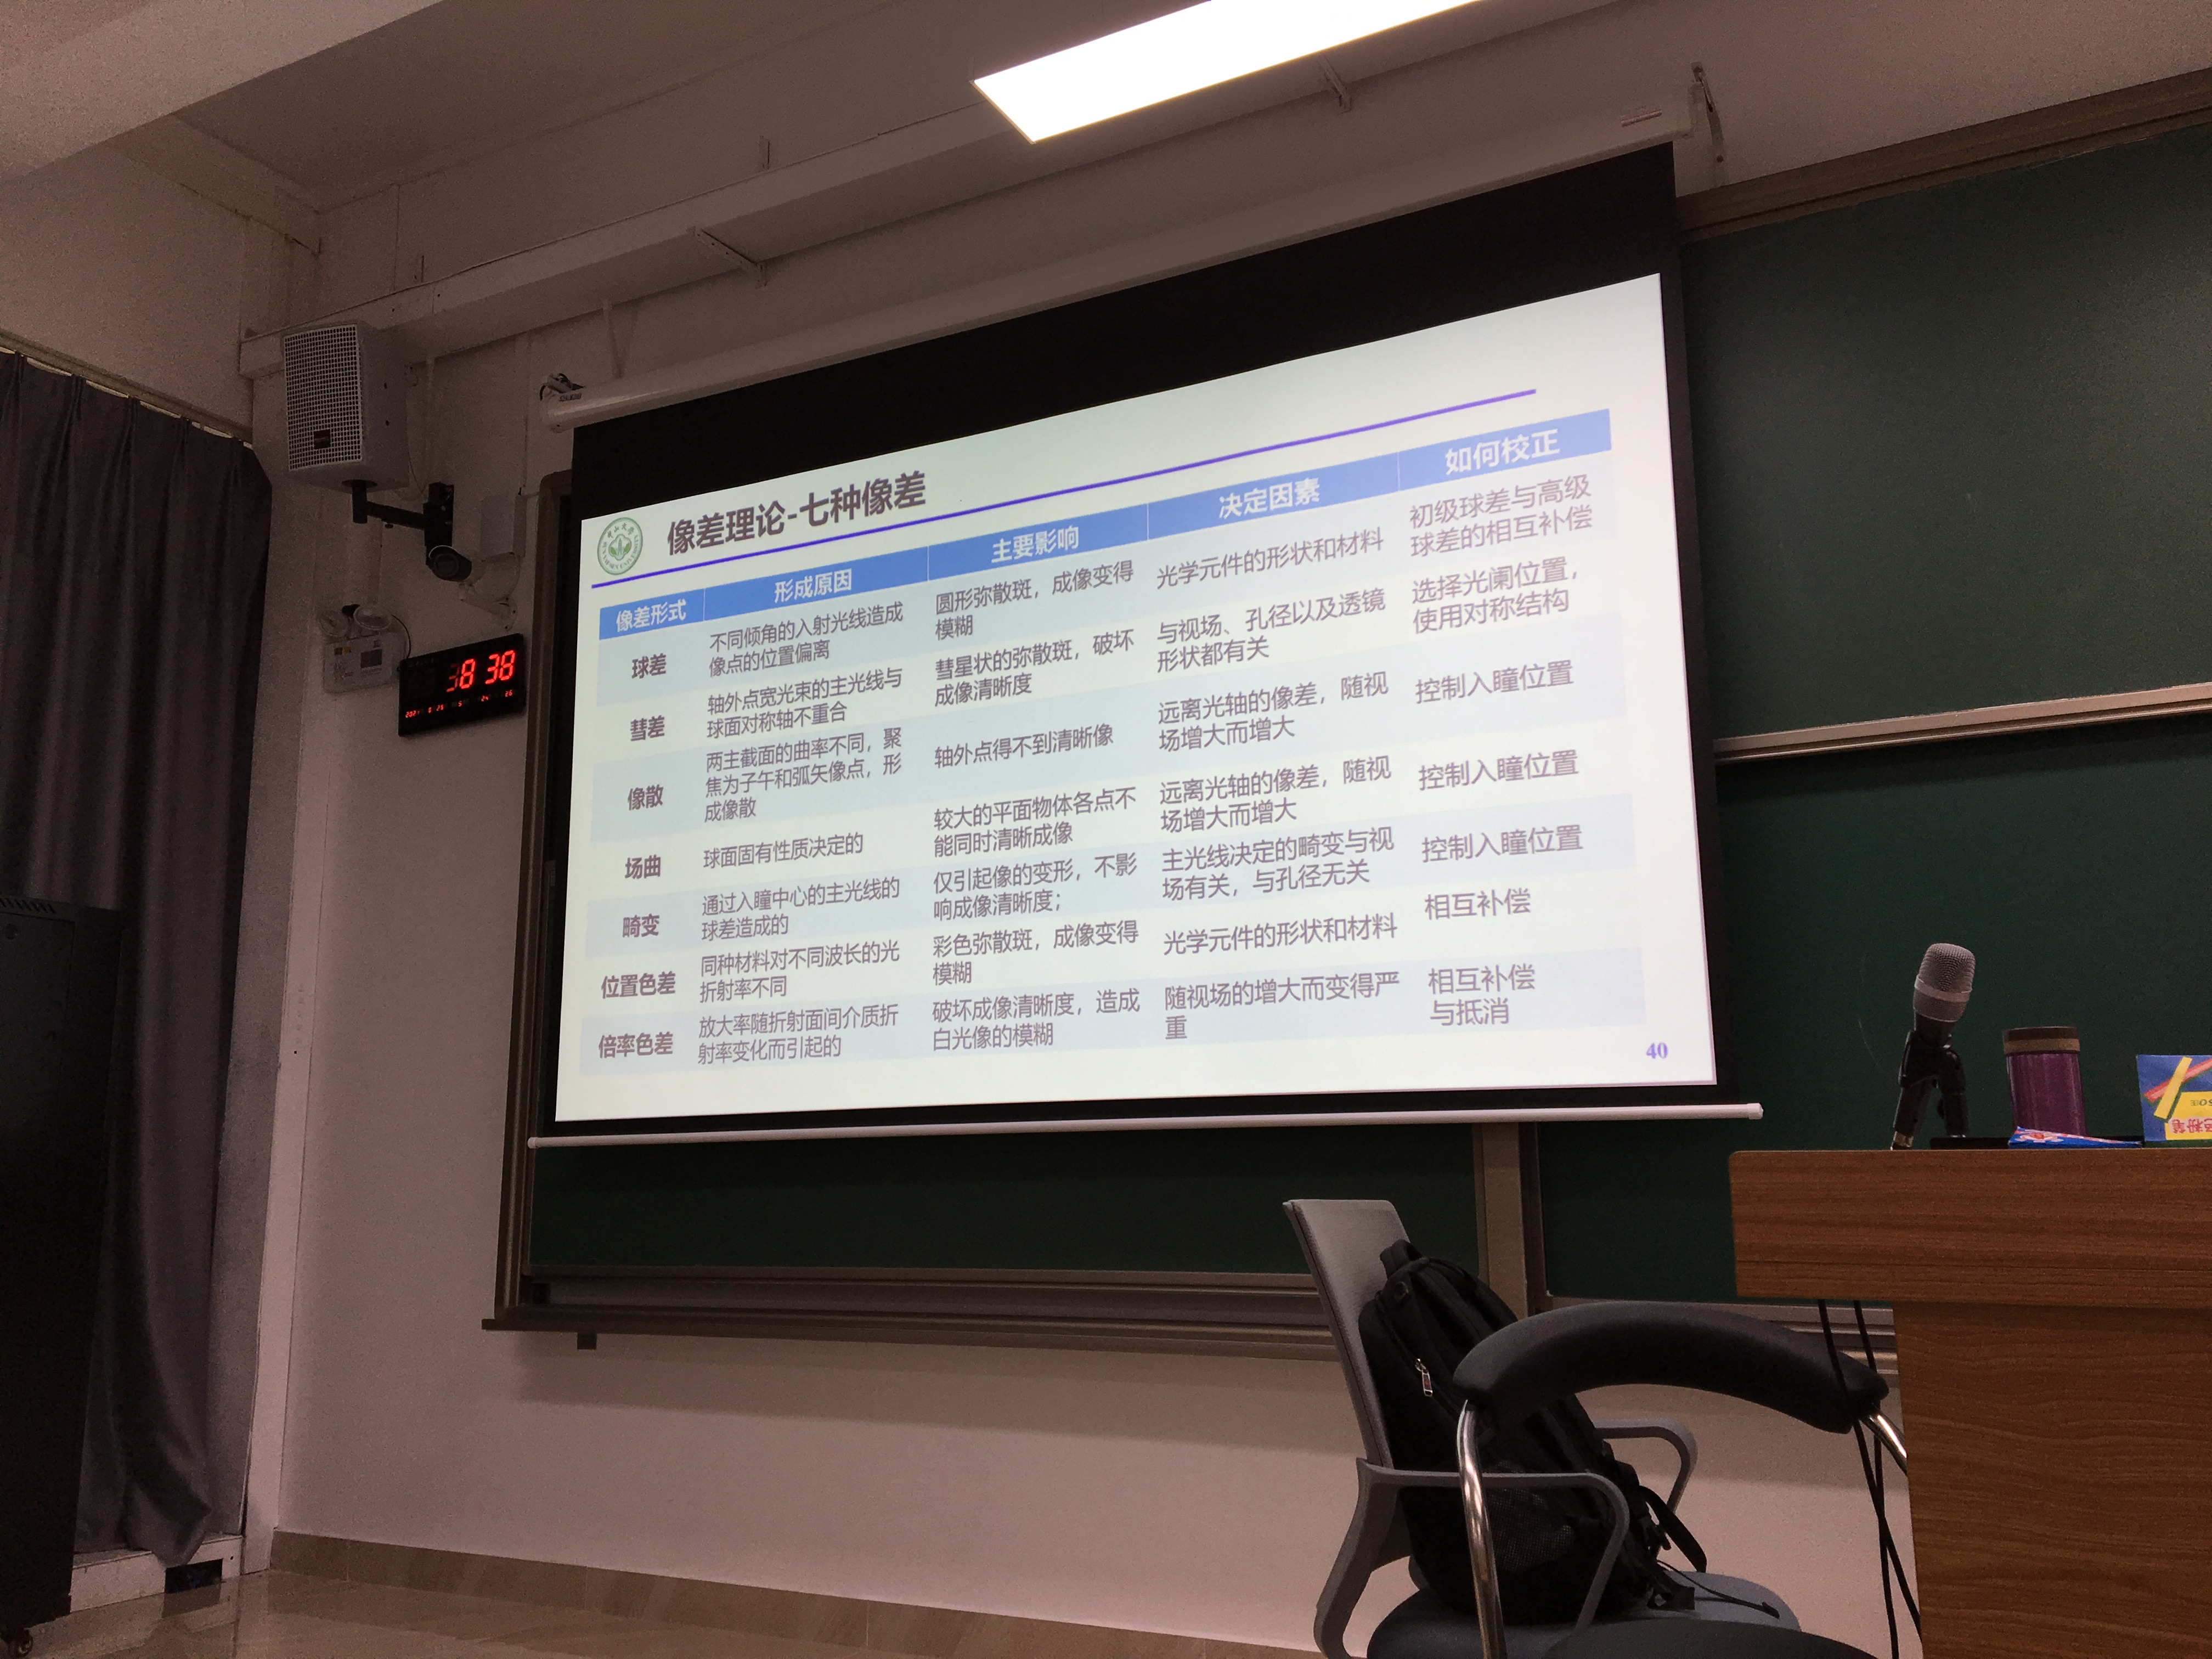 像差理论-七种像差
像差形式 形成原因 主要影响 决定因素 如何校正
球差
不同倾角的入射光线造成
像点的位置偏离
圆形弥散斑，成像变得
模糊
光学元件的形状和材料
初级球差与高级
球差的相互补偿
彗差
轴外点宽光束的主光线与
球面对称轴不重合
彗星状的弥散斑，破坏
成像清晰度
与视场、孔径以及透镜
形状都有关
选择光阑位置，
使用对称结构
像散
两主截面的曲率不同，聚
焦为子午和弧矢像点，形
成像散
轴外点得不到清晰像
远离光轴的像差，随视
场增大而增大
控制入瞳位置
场曲
球面固有性质决定的
较大的平面物体各点不
能同时清晰成像
远离光轴的像差，随视
场增大而增大
控制入瞳位置
畸变
通过入瞳中心的主光线的
球差造成的
仅引起像的变形，不影
响成像清晰度；
主光线决定的畸变与视
场有关，与孔径无关
控制入瞳位置
位置色差
同种材料对不同波长的光
折射率不同
彩色弥散斑，成像变得
模糊
光学元件的形状和材料
相互补偿
倍率色差
放大率随折射面间介质折
射率变化而引起的
破坏成像清晰度，造成
白光像的模糊
随视场的增大而变得严
重
相互补偿
与抵消
40
8 38